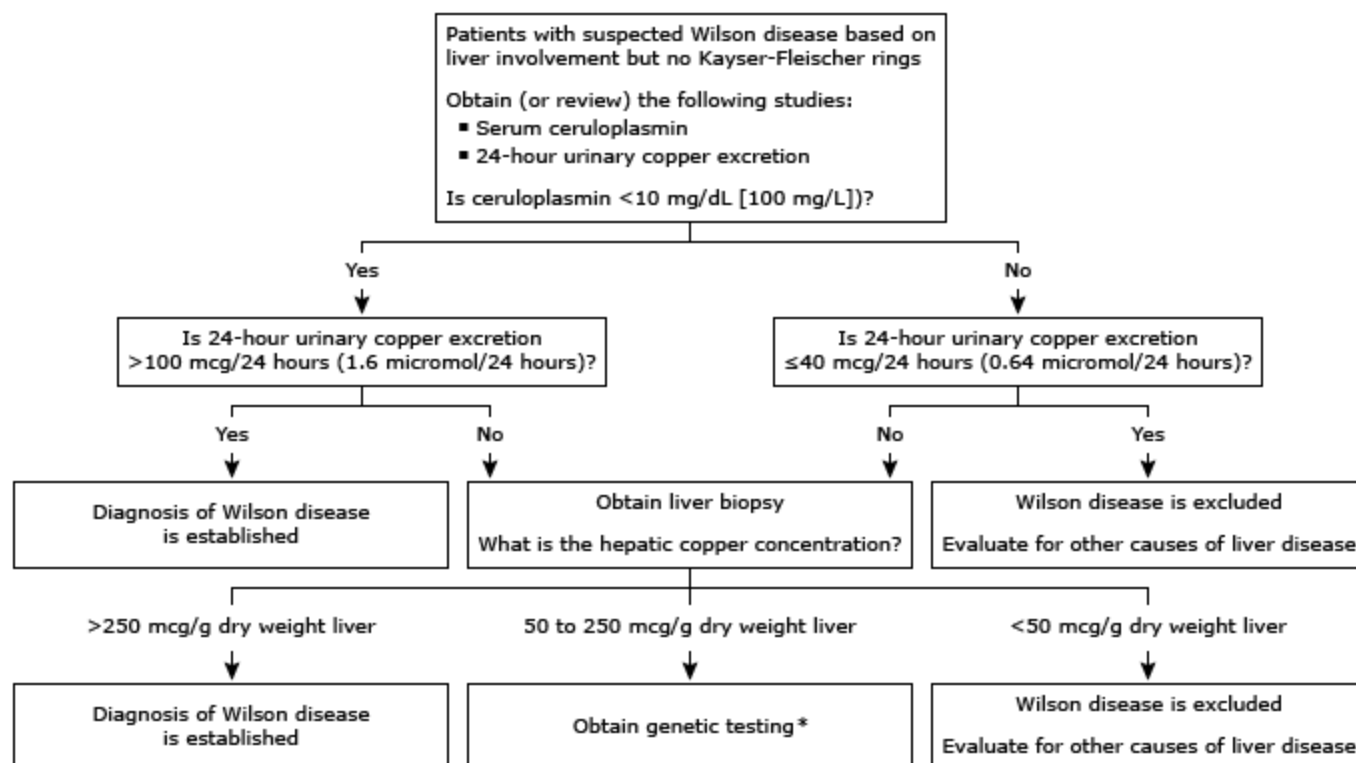 Patients with suspected Wilson disease based on
liver involvement but no Kayser-Fleischer rings
Obtain (or review) the following studies:
▪ Serum ceruloplasmin
▪ 24-hour urinary copper excretion
Is ceruloplasmin <10 mg/dL [100 mg/L])?
Yes
No
Is 24-hour urinary copper excretion
>100 mcg/24 hours (1.6 micromol/24 hours)?
Is 24-hour urinary copper excretion
≤40 mcg/24 hours (0.64 micromol/24 hours)?
Yes
No
No
Yes
Diagnosis of Wilson disease
is established
Obtain liver biopsy
What is the hepatic copper concentration?
Wilson disease is excluded
Evaluate for other causes of liver disease
>250 mcg/g dry weight liver
50 to 250 mcg/g dry weight liver
<50 mcg/g dry weight liver
Diagnosis of Wilson disease
is established
Obtain genetic testing*
Wilson disease is excluded
Evaluate for other causes of liver disease